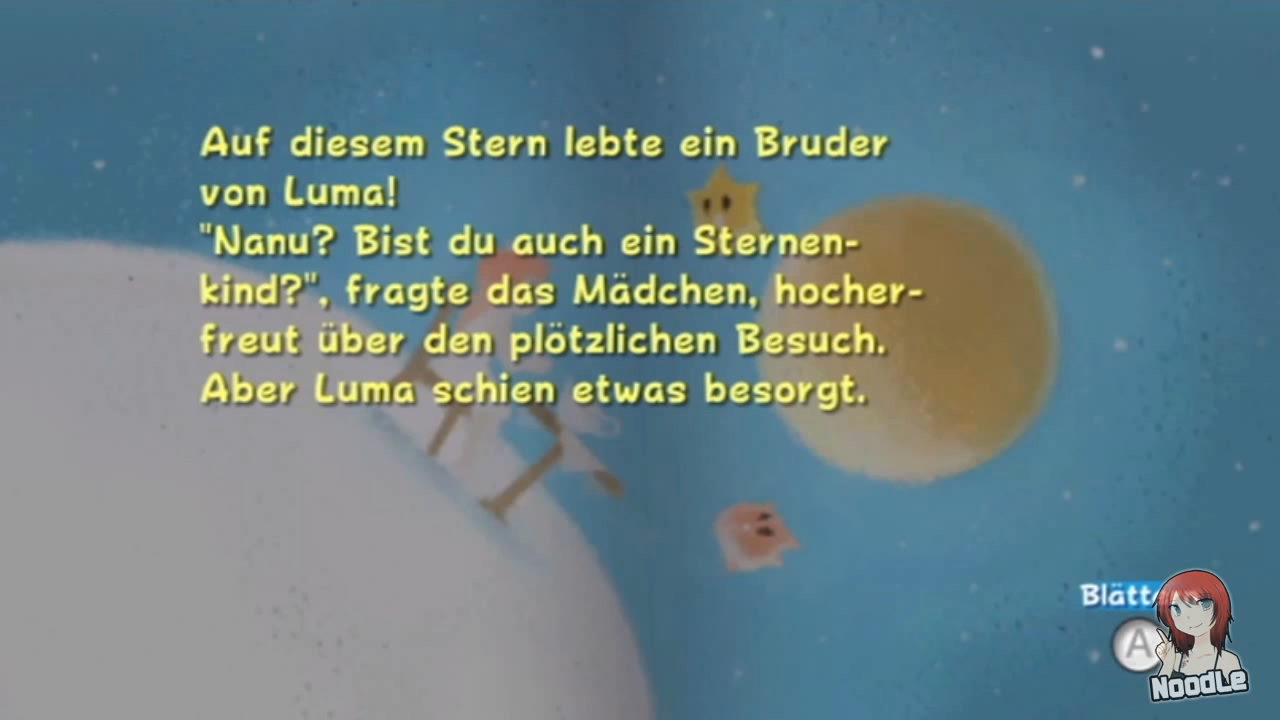 Auf diesem Stern lebte ein Bruder
von Luma!
"Nanu? Bist du auch ein Sternen-
kind?", fragte das Mädchen, hocher-
freut über den plötzlichen Besuch.
Aber Luma schien etwas besorgt.
A
NOODLE